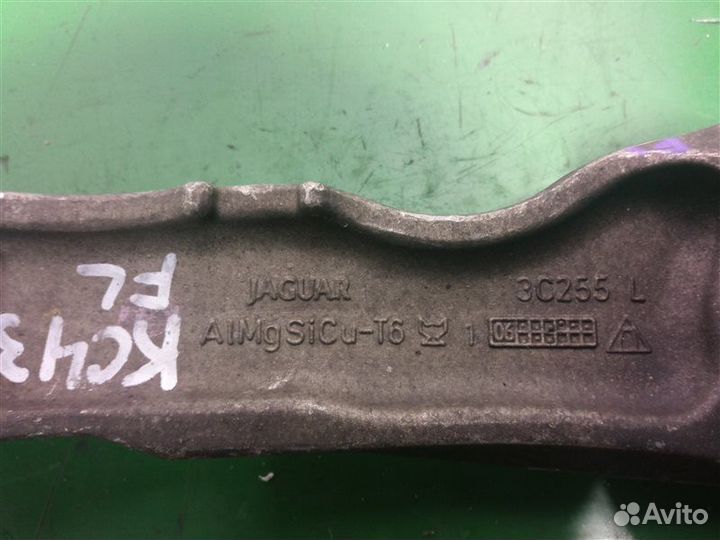 JAGUAR 3C255 L
AlMgSiCu-T6 1 06
KC43
FL
Avito